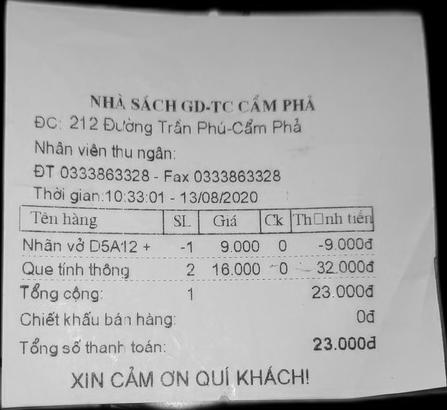 NHÀ SÁCH GD-TC CẨM PHẢ
ĐC: 212 Đường Trần Phú-Cẩm Phả
Nhân viên thu ngân:
ĐT 0333863328 - Fax 0333863328
Thời gian:10:33:01 - 13/08/2020
Tên hàng SL Giá Ck Th□nh tiền
Nhãn vở D5A12 + -1 9.000 0 -9.000đ
Que tính thông 2 16.000 0 32.000đ
Tổng cộng: 1 23.000đ
Chiết khấu bán hàng: 0đ
Tổng số thanh toán: 23.000đ
XIN CẢM ƠN QUÍ KHÁCH!